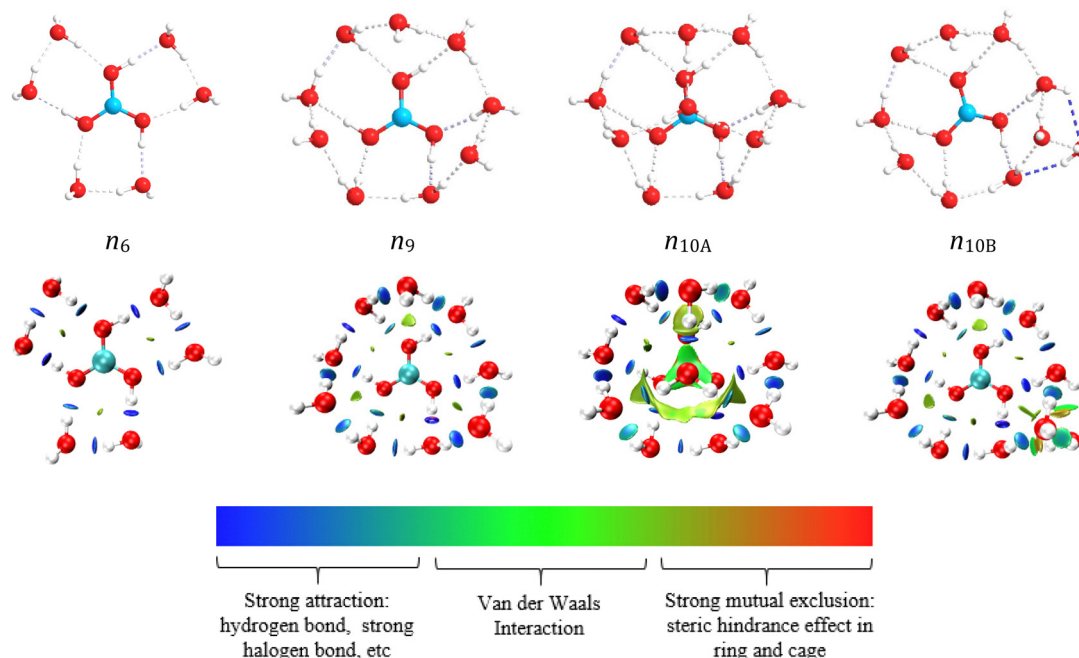 n6
n9
n10A
n10B
Strong attraction:
hydrogen bond, strong
halogen bond, etc
Van der Waals
Interaction
Strong mutual exclusion:
steric hindrance effect in
ring and cage